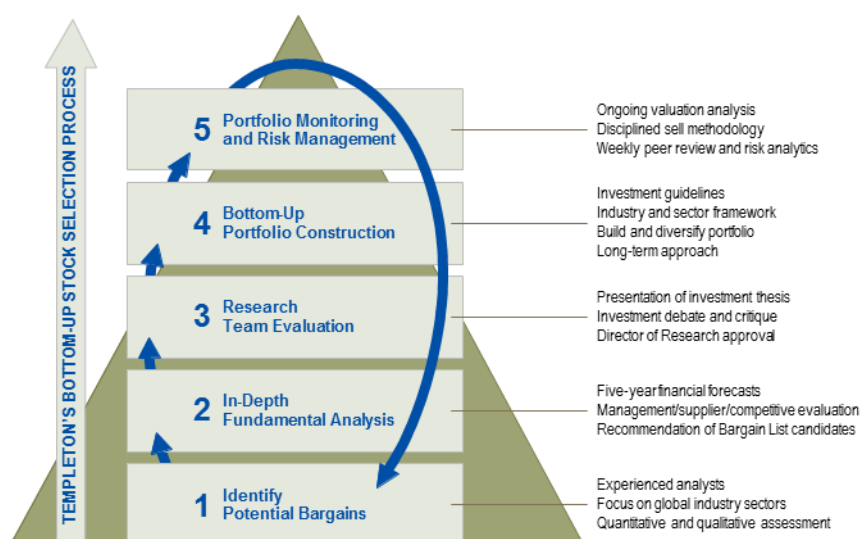 TEMPLETON'S BOTTOM-UP STOCK SELECTION PROCESS
5 Portfolio Monitoring
and Risk Management
Ongoing valuation analysis
Disciplined sell methodology
Weekly peer review and risk analytics
4 Bottom-Up
Portfolio Construction
Investment guidelines
Industry and sector framework
Build and diversify portfolio
Long-term approach
3 Research
Team Evaluation
Presentation of investment thesis
Investment debate and critique
Director of Research approval
2 In-Depth
Fundamental Analysis
Five-year financial forecasts
Management/supplier/competitive evaluation
Recommendation of Bargain List candidates
1 Identify
Potential Bargains
Experienced analysts
Focus on global industry sectors
Quantitative and qualitative assessment